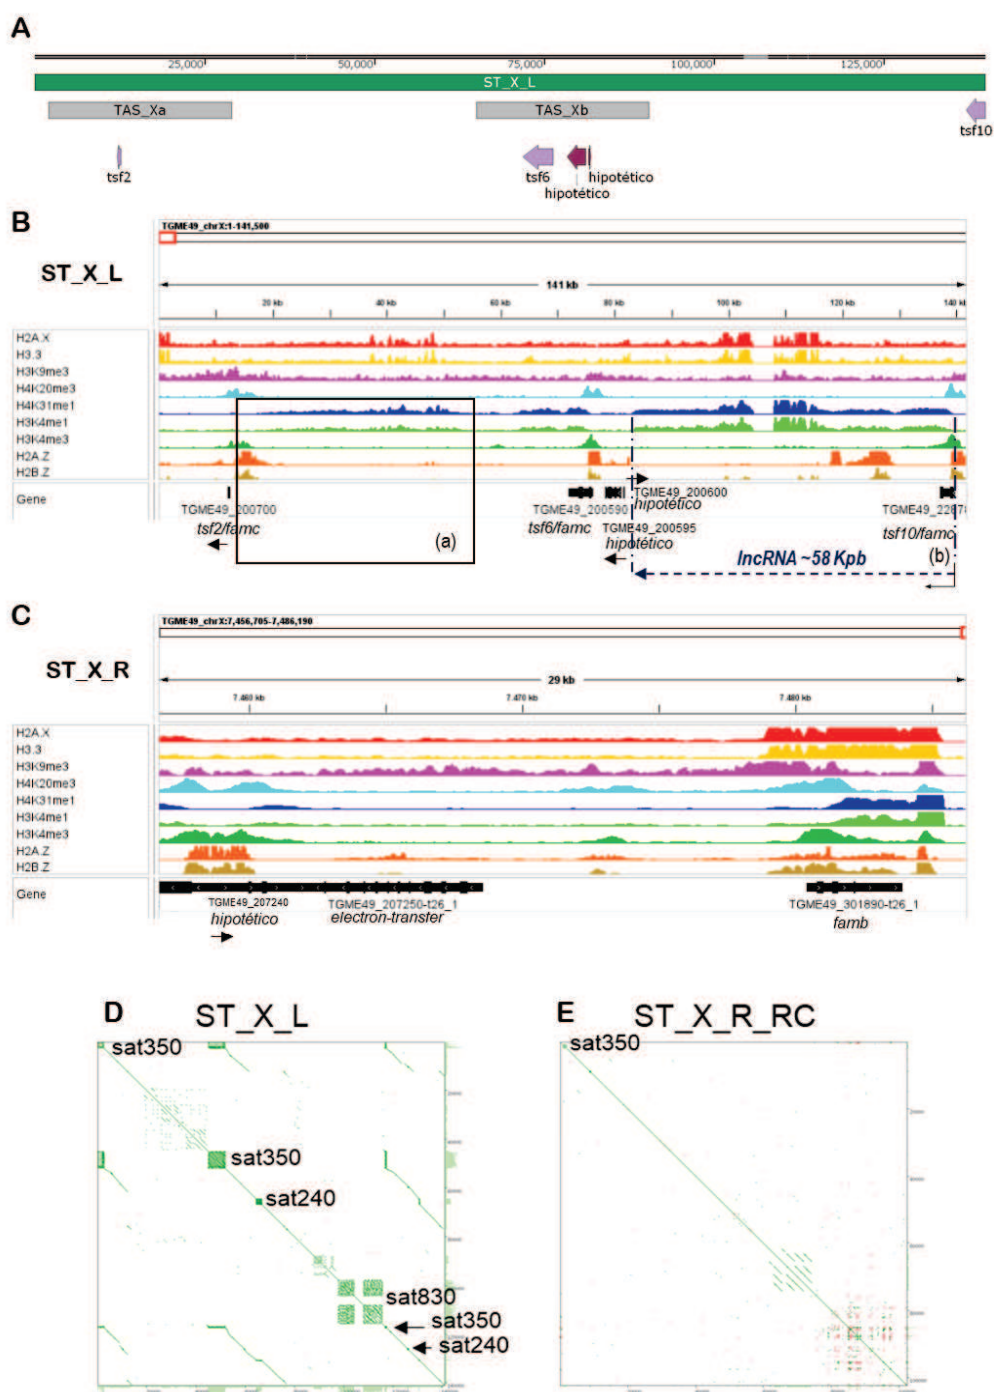 A
25,000
50,000
75,000
100,000
125,000
ST_X_L
TAS_Xa
TAS_Xb
tsf10
tsf2
tsf6
hipotético
hipotético
B
TGME49_chrX:1-141,500
ST_X_L
141 kb
20 kb
40 kb
60 kb
80 kb
100 kb
120 kb
140 kb
H2A.X
H3.3
H3K9me3
H4K20me3
H4K31me1
H3K4me1
H3K4me3
H2A.Z
H2B.Z
Gene
TGME49_200700
tsf2/famc
(a)
TGME49_200590
tsf6/famc
TGME49_200600
hipotético
TGME49_200595
hipotético
tsf10/famc
(b)
lncRNA ~58 Kpb
C
TGME49_chrX:7,456,705-7,486,190
ST_X_R
29 kb
7.460 kb
7.470 kb
7.480 kb
H2A.X
H3.3
H3K9me3
H4K20me3
H4K31me1
H3K4me1
H3K4me3
H2A.Z
H2B.Z
Gene
TGME49_207240
hipotético
TGME49_207250-t26_1
electron-transfer
TGME49_301890-t26_1
famb
D
ST_X_L
sat350
sat350
sat240
sat830
sat350
sat240
E
ST_X_R_RC
sat350